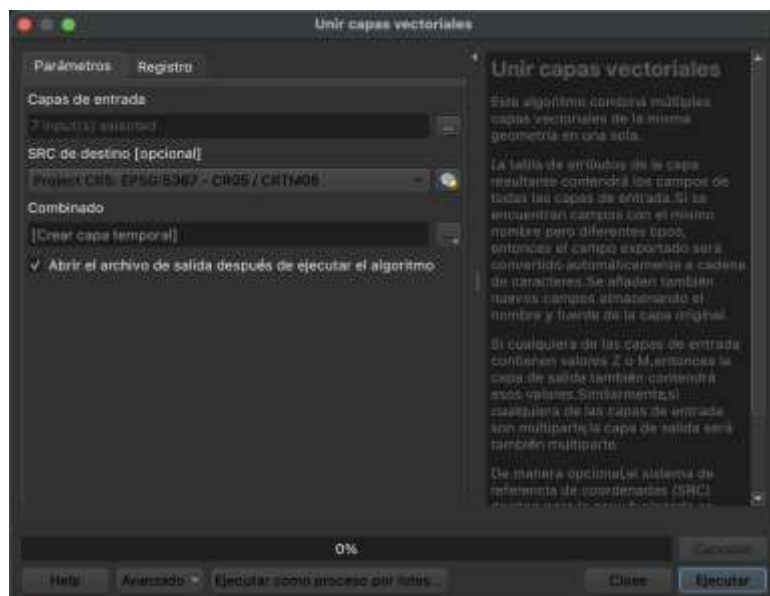 Unir capas vectoriales
Parámetros Registro
Capas de entrada
7 input(s) selected
SRC de destino [opcional]
Project CRS: EPSG:5367 - CR05 / CRTM05
Combinado
[Crear capa temporal]
✓ Abrir el archivo de salida después de ejecutar el algoritmo
Unir capas vectoriales
Este algoritmo combina múltiples
capas vectoriales de la misma
geometría en una sola.
La tabla de atributos de la capa
resultante contendrá los campos de
todas las capas de entrada.Si se
encuentran campos con el mismo
nombre pero diferentes tipos,
entonces el campo exportado será
convertido automáticamente a cadena
de caracteres.Se añaden también
nuevos campos almacenando el
nombre y fuente de la capa original.
Si cualquiera de las capas de entrada
contienen valores Z o M,entonces la
capa de salida también contendrá
esos valores.Similarmente,si
cualquiera de las capas de entrada
son multiparte,la capa de salida será
también multiparte.
De manera opcional,el sistema de
referencia de coordenadas (SRC)
0%
Cancelar
Help Avanzado Ejecutar como proceso por lotes... Close Ejecutar